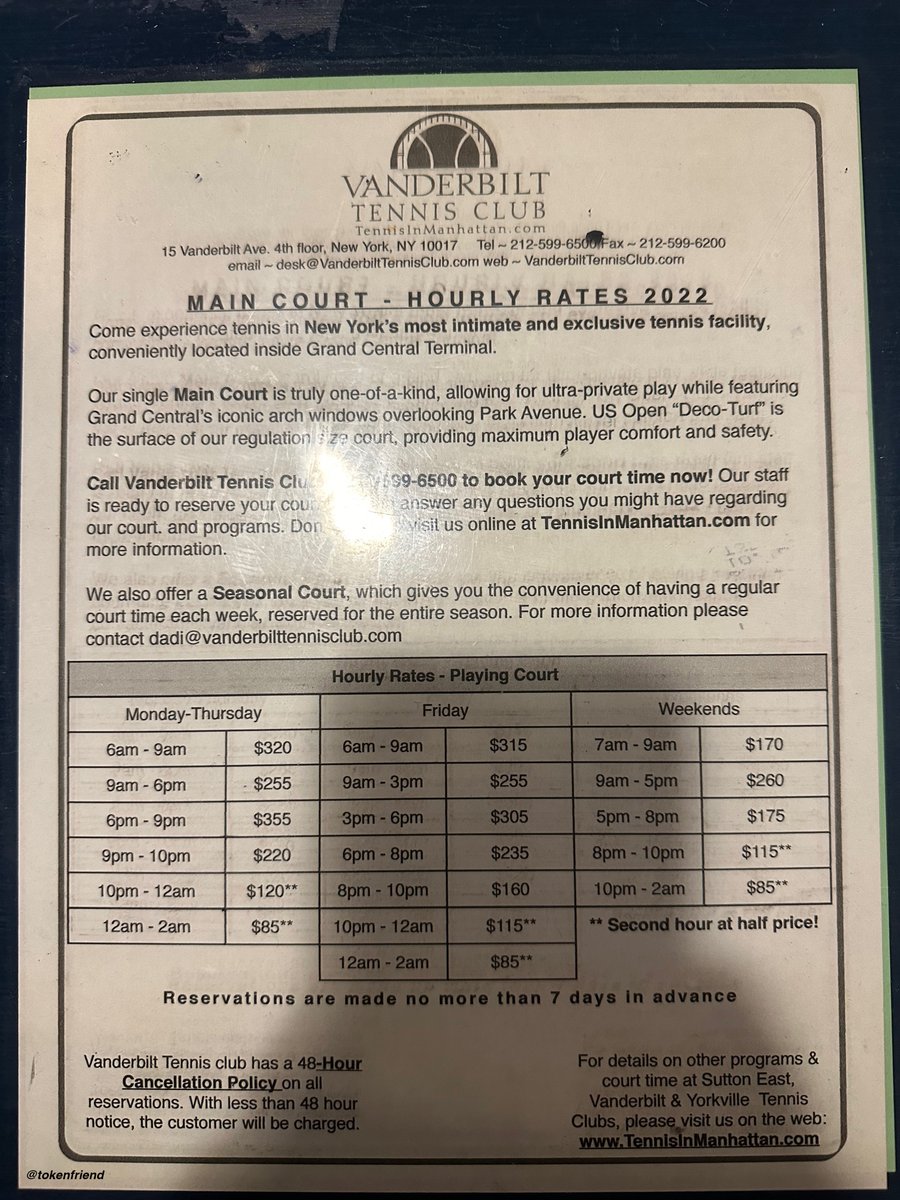 VANDERBILT
TENNIS CLUB
TennisInManhattan.com
15 Vanderbilt Ave. 4th floor, New York, NY 10017 Tel ~ 212-599-6500 Fax ~ 212-599-6200
email ~ desk@VanderbiltTennisClub.com web ~ VanderbiltTennisClub.com
MAIN COURT - HOURLY RATES 2022
Come experience tennis in New York's most intimate and exclusive tennis facility,
conveniently located inside Grand Central Terminal.
Our single Main Court is truly one-of-a-kind, allowing for ultra-private play while featuring
Grand Central's iconic arch windows overlooking Park Avenue. US Open "Deco-Turf" is
the surface of our regulation size court, providing maximum player comfort and safety.
Call Vanderbilt Tennis 599-6500 to book your court time now! Our staff
is ready to reserve your answer any questions you might have regarding
our court. and programs. visit us online at TennisInManhattan.com for
more information.
We also offer a Seasonal Court, which gives you the convenience of having a regular
court time each week, reserved for the entire season. For more information please
contact dadi@vanderbilttennisclub.com
Hourly Rates - Playing Court
Monday-Thursday Friday Weekends
6am - 9am $320 6am - 9am $315 7am - 9am $170
9am - 6pm $255 9am - 3pm $255 9am - 5pm $260
6pm - 9pm $355 3pm - 6pm $305 5pm - 8pm $175
9pm - 10pm $220 6pm - 8pm $235 8pm - 10pm $115**
10pm - 12am $120** 8pm - 10pm $160 10pm - 2am $85**
12am - 2am $85** 10pm - 12am $115** ** Second hour at half price!
12am - 2am $85**
Reservations are made no more than 7 days in advance
Vanderbilt Tennis club has a 48-Hour
Cancellation Policy on all
reservations. With less than 48 hour
notice, the customer will be charged.
For details on other programs &
court time at Sutton East,
Vanderbilt & Yorkville Tennis
Clubs, please visit us on the web:
www.TennisInManhattan.com
@tokenfriend